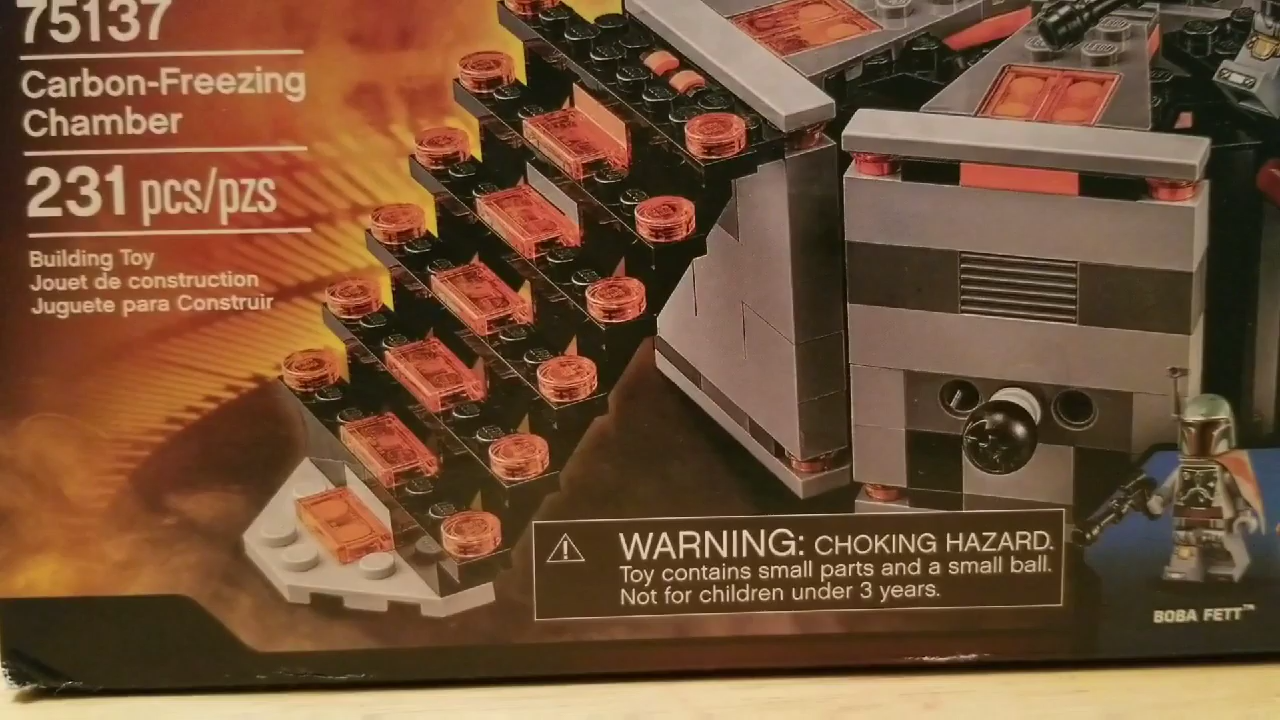 75137
Carbon-Freezing
Chamber
231 pcs/pzs
Building Toy
Jouet de construction
Juguete para Construir
WARNING: CHOKING HAZARD.
Toy contains small parts and a small ball.
Not for children under 3 years.
BOBA FETT™